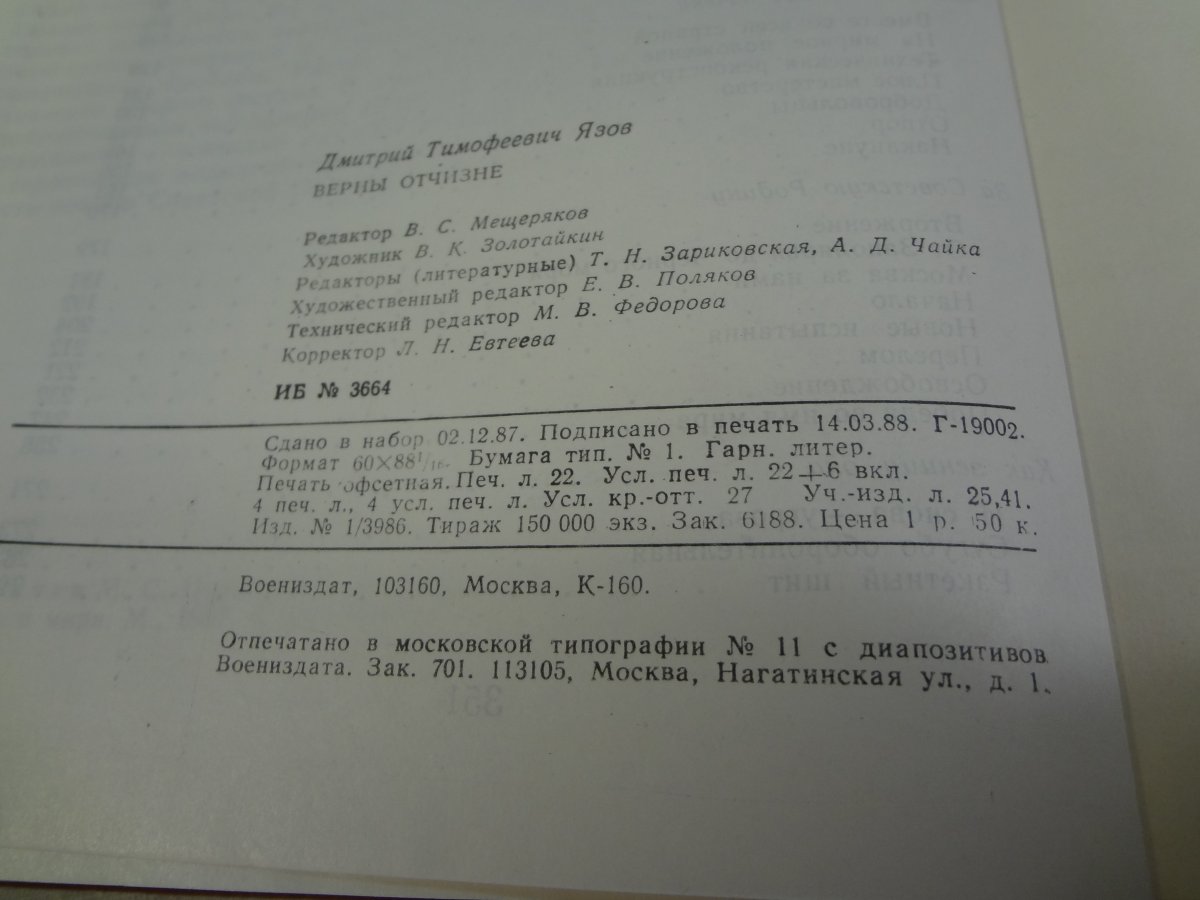 Дмитрий Тимофеевич Язов
ВЕРНЫ ОТЧИЗНЕ
Редактор В. С. Мещеряков
Художник В. К. Золотайкин
Редакторы (литературные) Т. Н. Зариковская, А. Д. Чайка
Художественный редактор Е. В. Поляков
Технический редактор М. В. Федорова
Корректор Л. Н. Евтеева
ИБ № 3664
Сдано в набор 02.12.87. Подписано в печать 14.03.88. Г-19002.
Формат 60×88¹/₁₆. Бумага тип. № 1. Гарн. литер.
Печать офсетная. Печ. л. 22. Усл. печ. л. 22+6 вкл.
4 печ. л., 4 усл. печ. л. Усл. кр.-отт. 27 Уч.-изд. л. 25,41.
Изд. № 1/3986. Тираж 150 000 экз. Зак. 6188. Цена 1 р. 50 к.
Воениздат, 103160, Москва, К-160.
Отпечатано в московской типографии № 11 с диапозитивов
Воениздата. Зак. 701. 113105, Москва, Нагатинская ул., д. 1.